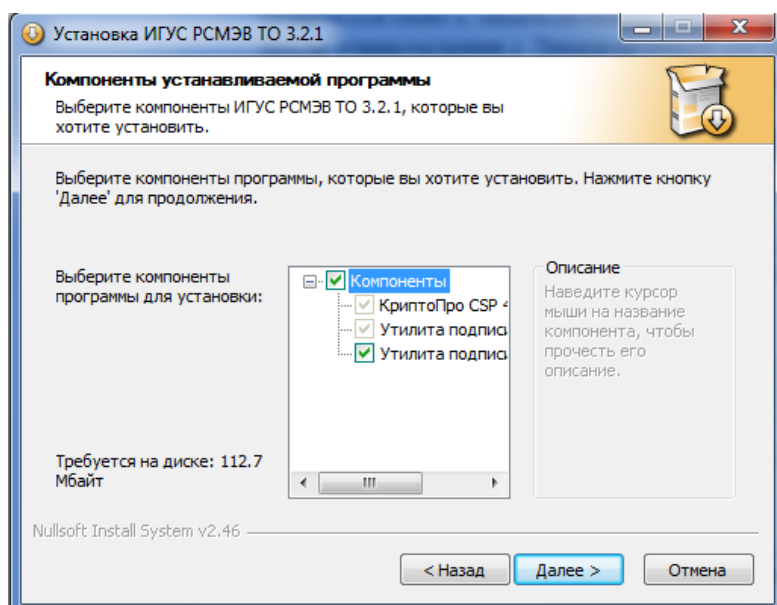 Установка ИГУС РСМЭВ ТО 3.2.1
Компоненты устанавливаемой программы
Выберите компоненты ИГУС РСМЭВ ТО 3.2.1, которые вы
хотите установить.
Выберите компоненты программы, которые вы хотите установить. Нажмите кнопку
'Далее' для продолжения.
Выберите компоненты
программы для установки:
Компоненты
КриптоПро CSP
Утилита
Утилита
Описание
Наведите курсор
мыши на название
компонента, чтобы
прочесть его
описание.
Требуется на диске: 112.7
Мбайт
Nullsoft Install System v2.46
< Назад
Далее >
Отмена